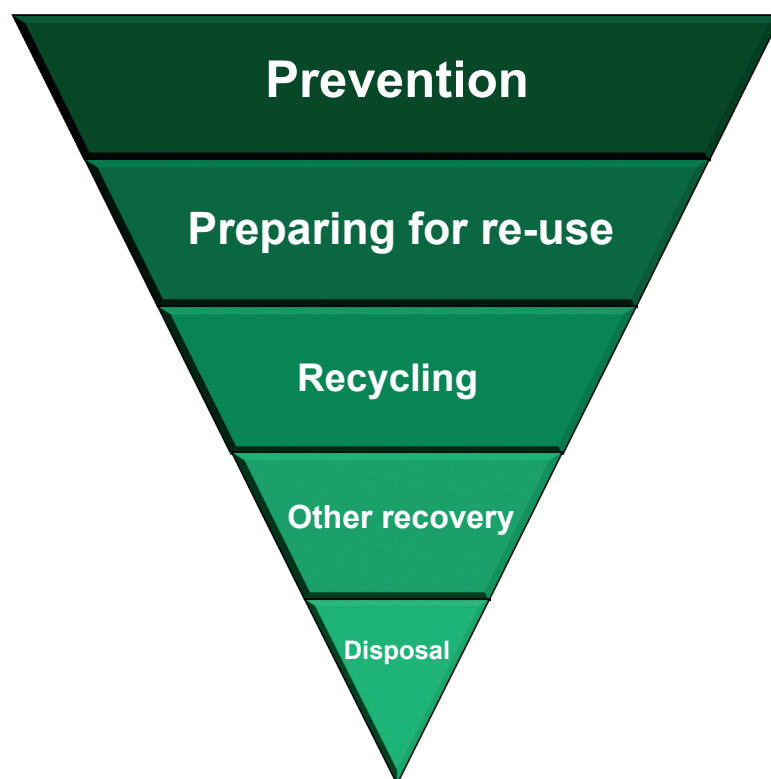 Prevention
Preparing for re-use
Recycling
Other recovery
Disposal